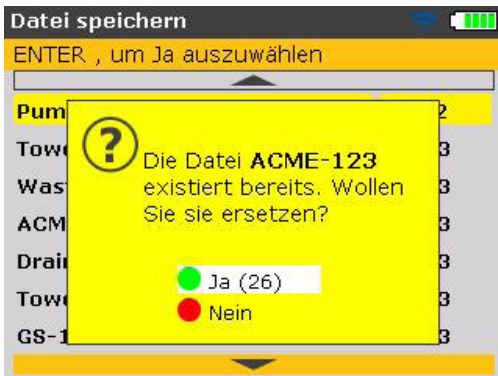 Datei speichern
ENTER , um Ja auszuwählen
Pum 2
Tow 3
Was 3
ACM 3
Drai 3
Tow 3
GS-1 3
?
Die Datei ACME-123
existiert bereits. Wollen
Sie sie ersetzen?
Ja (26)
Nein